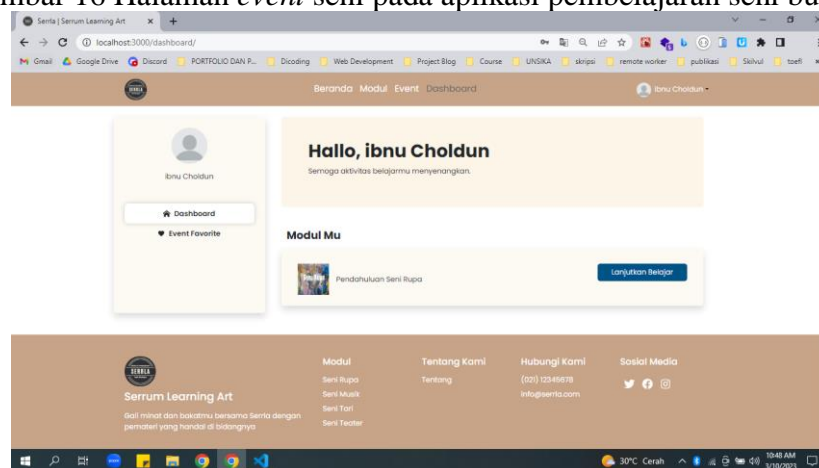 Halaman event seni pada aplikasi pembelajaran seni
Serrla | Serrum Learning Art
localhost:3000/dashboard/
Gmail Google Drive Discord PORTFOLIO DAN P... Dicoding Web Development Project Blog Course UNSIKA skripsi remote worker publikasi Skilvul toefl
SERRLA Beranda Modul Event Dashboard Ibnu Choldun
Ibnu Choldun
Dashboard
Event Favorite
Hallo, ibnu Choldun
Semoga aktivitas belajarmu menyenangkan.
Modul Mu
Pendahuluan Seni Rupa
Lanjutkan Belajar
SERRLA
Serrum Learning Art
Gali minat dan bakatmu bersama Serrla dengan
pemateri yang handal di bidangnya
Modul
Seni Rupa
Seni Musik
Seni Tari
Seni Teater
Tentang Kami
Tentang
Hubungi Kami
(021) 12345678
info@serrla.com
Sosial Media
30°C Cerah
10:48 AM
3/10/2023